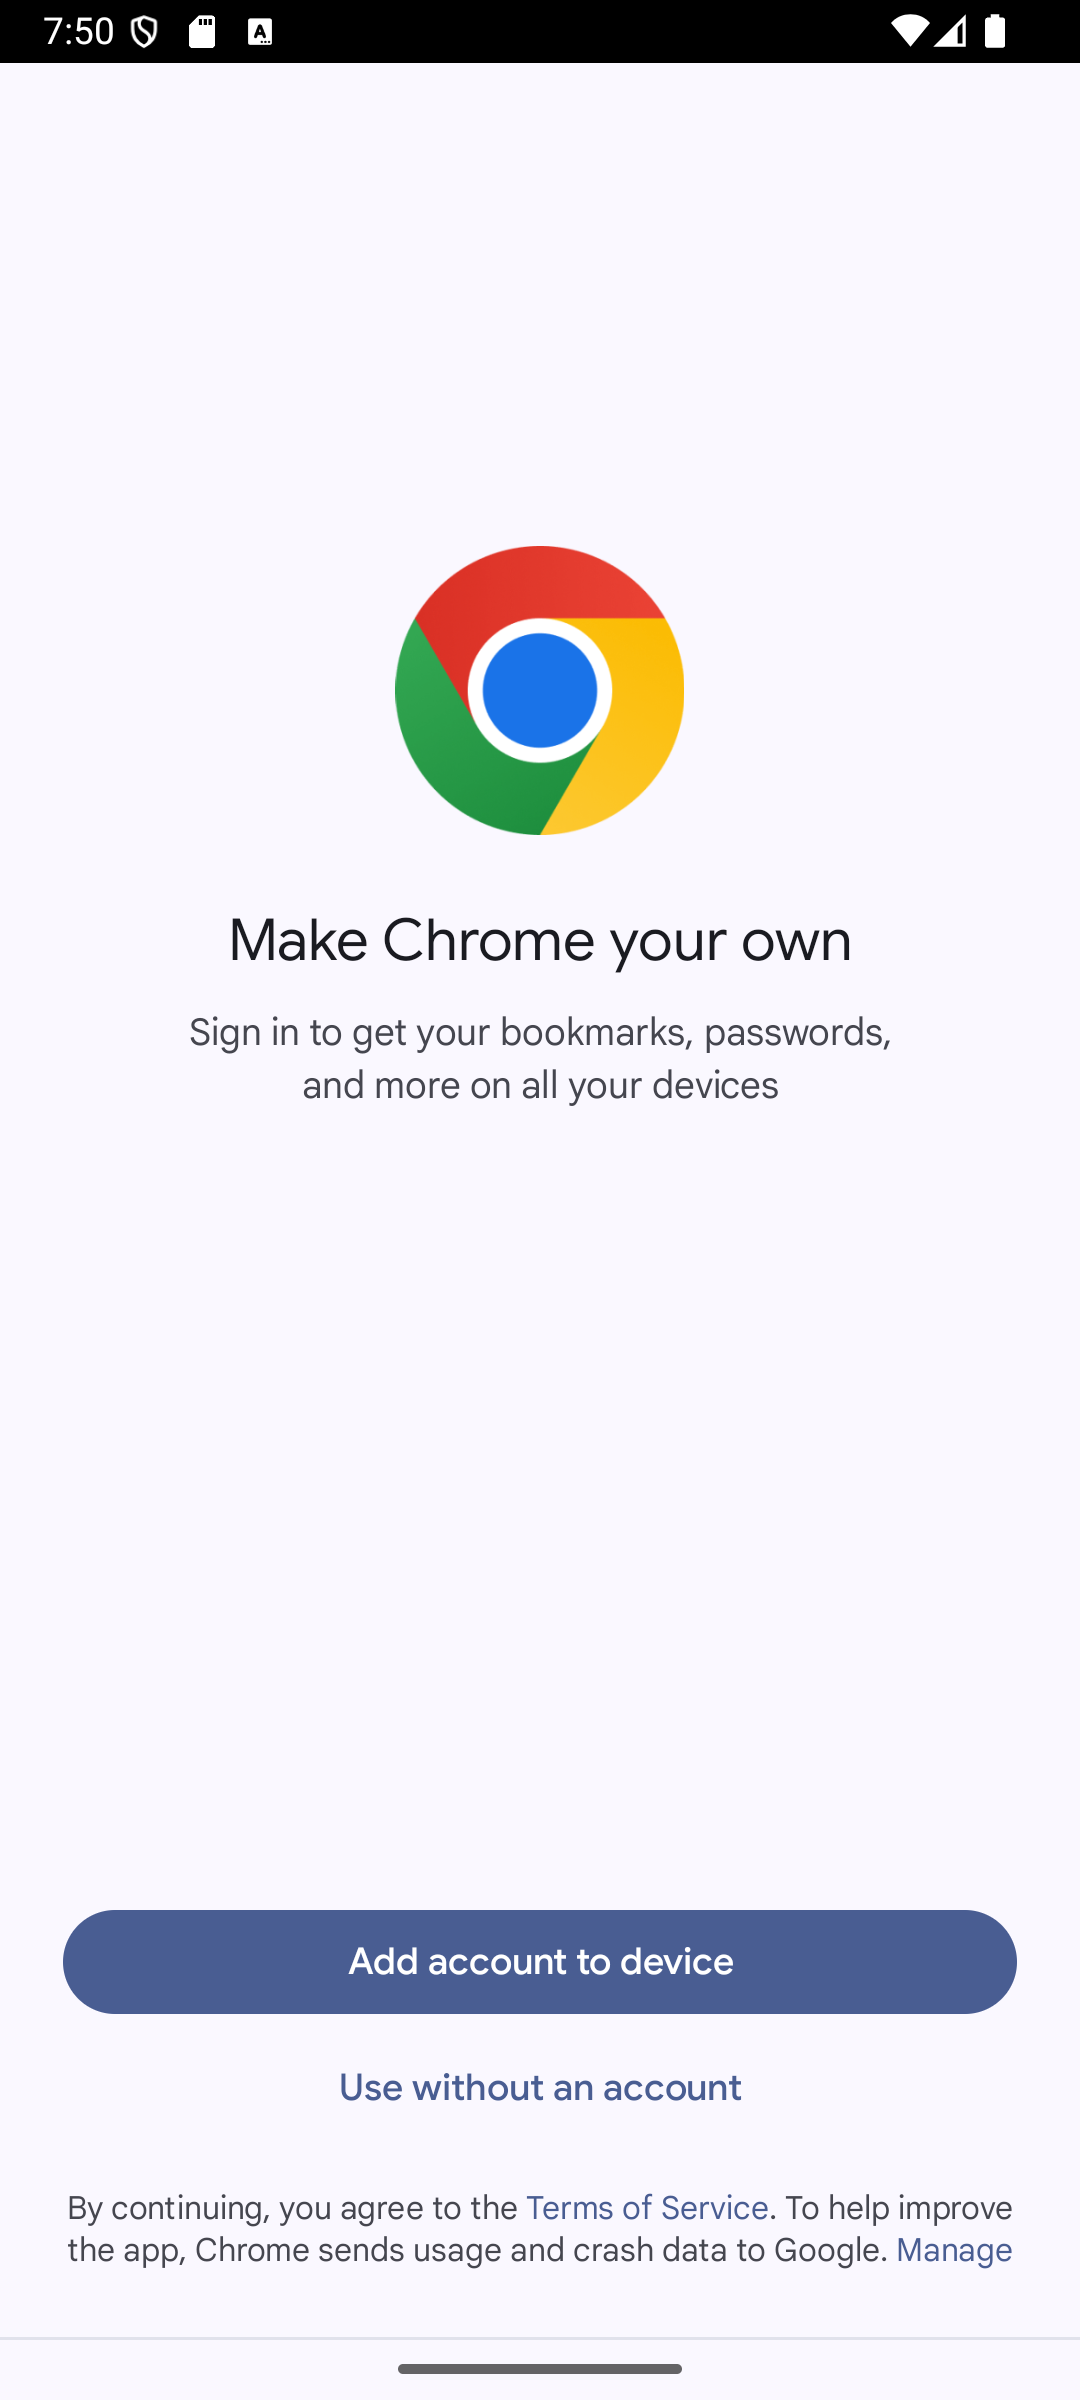 7:50
Make Chrome your own
Sign in to get your bookmarks, passwords,
and more on all your devices
Add account to device
Use without an account
By continuing, you agree to the Terms of Service. To help improve
the app, Chrome sends usage and crash data to Google. Manage